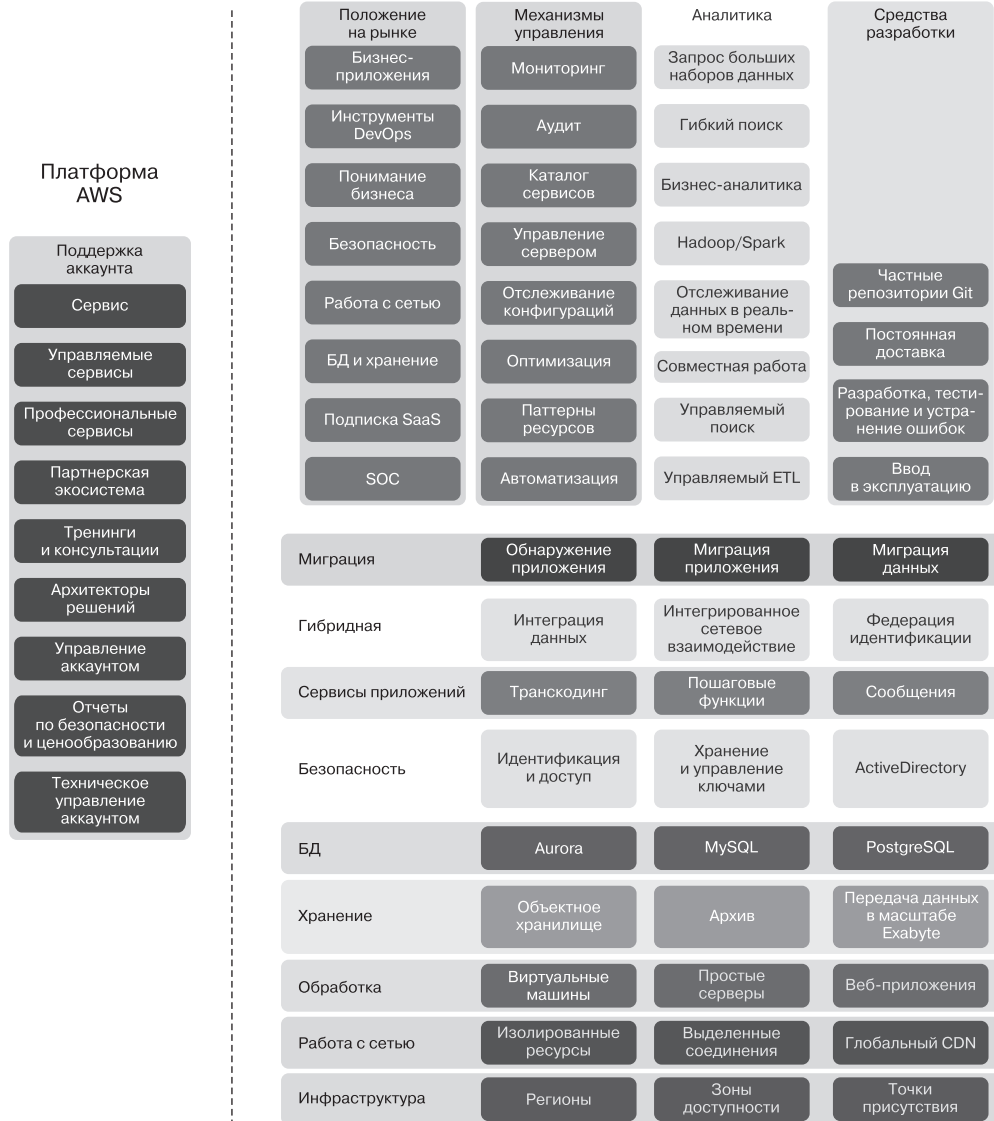 Платформа
AWS
Поддержка
аккаунта
Сервис
Управляемые
сервисы
Профессиональные
сервисы
Партнерская
экосистема
Тренинги
и консультации
Архитекторы
решений
Управление
аккаунтом
Отчеты
по безопасности
и ценообразованию
Техническое
управление
аккаунтом
Положение
на рынке
Бизнес-
приложения
Инструменты
DevOps
Понимание
бизнеса
Безопасность
Работа с сетью
БД и хранение
Подписка SaaS
SOC
Механизмы
управления
Мониторинг
Аудит
Каталог
сервисов
Управление
сервером
Отслеживание
конфигураций
Оптимизация
Паттерны
ресурсов
Автоматизация
Аналитика
Запрос больших
наборов данных
Гибкий поиск
Бизнес-аналитика
Hadoop/Spark
Отслеживание
данных в реаль-
ном времени
Совместная работа
Управляемый
поиск
Управляемый ETL
Средства
разработки
Частные
репозитории Git
Постоянная
доставка
Разработка, тести-
рование и устра-
нение ошибок
Ввод
в эксплуатацию
Миграция
Обнаружение
приложения
Миграция
приложения
Миграция
данных
Гибридная
Интеграция
данных
Интегрированное
сетевое
взаимодействие
Федерация
идентификации
Сервисы приложений
Транскодинг
Пошаговые
функции
Сообщения
Безопасность
Идентификация
и доступ
Хранение
и управление
ключами
ActiveDirectory
БД
Aurora
MySQL
PostgreSQL
Хранение
Объектное
хранилище
Архив
Передача данных
в масштабе
Exabyte
Обработка
Виртуальные
машины
Простые
серверы
Веб-приложения
Работа с сетью
Изолированные
ресурсы
Выделенные
соединения
Глобальный CDN
Инфраструктура
Регионы
Зоны
доступности
Точки
присутствия